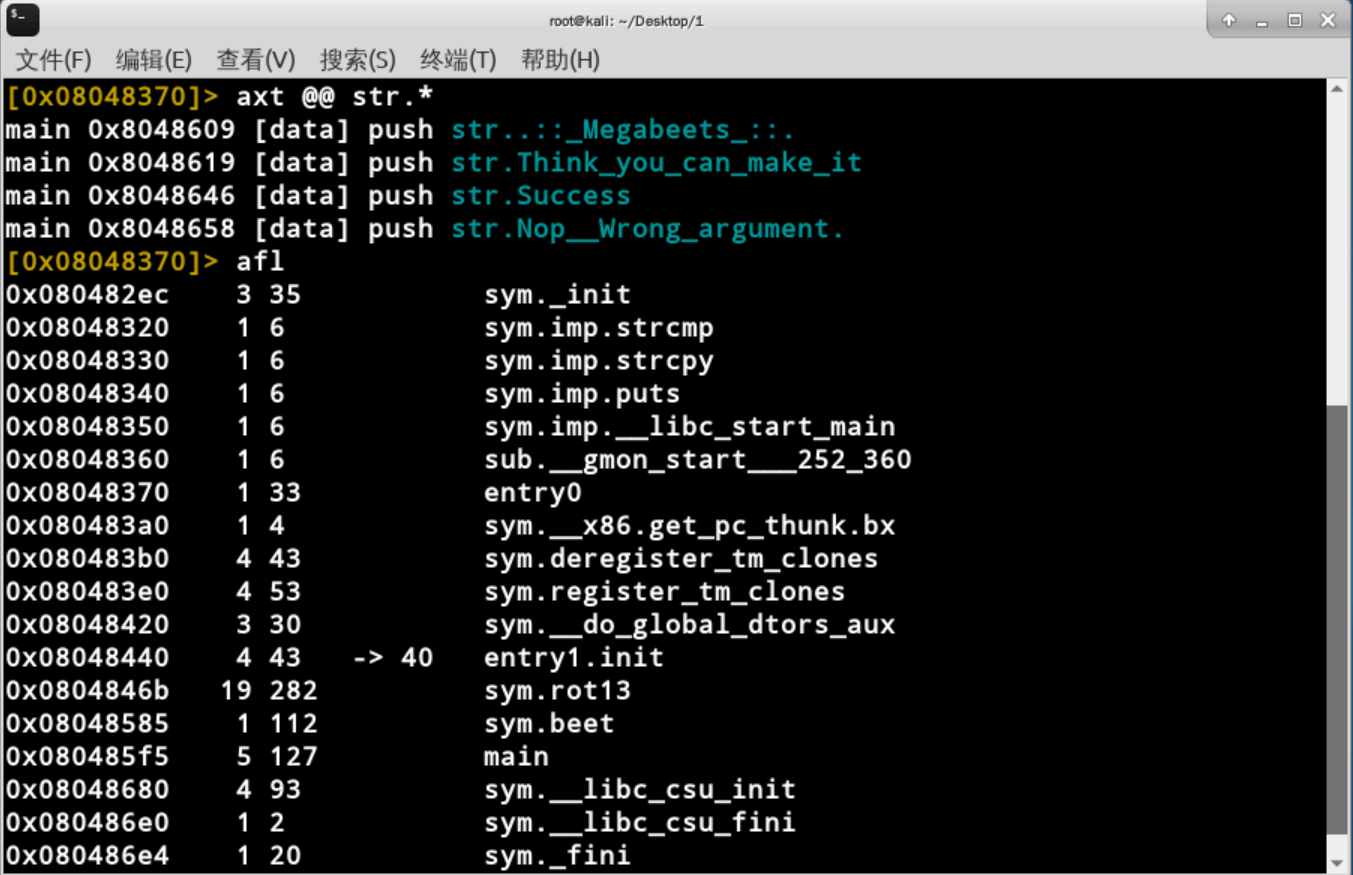 root@kali: ~/Desktop/1
文件(F) 编辑(E) 查看(V) 搜索(S) 终端(T) 帮助(H)
[0x08048370]> axt @@ str.*
main 0x8048609 [data] push str..::_Megabeets_::.
main 0x8048619 [data] push str.Think_you_can_make_it
main 0x8048646 [data] push str.Success
main 0x8048658 [data] push str.Nop__Wrong_argument.
[0x08048370]> afl
0x080482ec    3 35           sym._init
0x08048320    1 6            sym.imp.strcmp
0x08048330    1 6            sym.imp.strcpy
0x08048340    1 6            sym.imp.puts
0x08048350    1 6            sym.imp.__libc_start_main
0x08048360    1 6            sub.__gmon_start___252_360
0x08048370    1 33           entry0
0x080483a0    1 4            sym.__x86.get_pc_thunk.bx
0x080483b0    4 43           sym.deregister_tm_clones
0x080483e0    4 53           sym.register_tm_clones
0x08048420    3 30           sym.__do_global_dtors_aux
0x08048440    4 43   -> 40   entry1.init
0x0804846b   19 282          sym.rot13
0x08048585    1 112          sym.beet
0x080485f5    5 127          main
0x08048680    4 93           sym.__libc_csu_init
0x080486e0    1 2            sym.__libc_csu_fini
0x080486e4    1 20           sym._fini